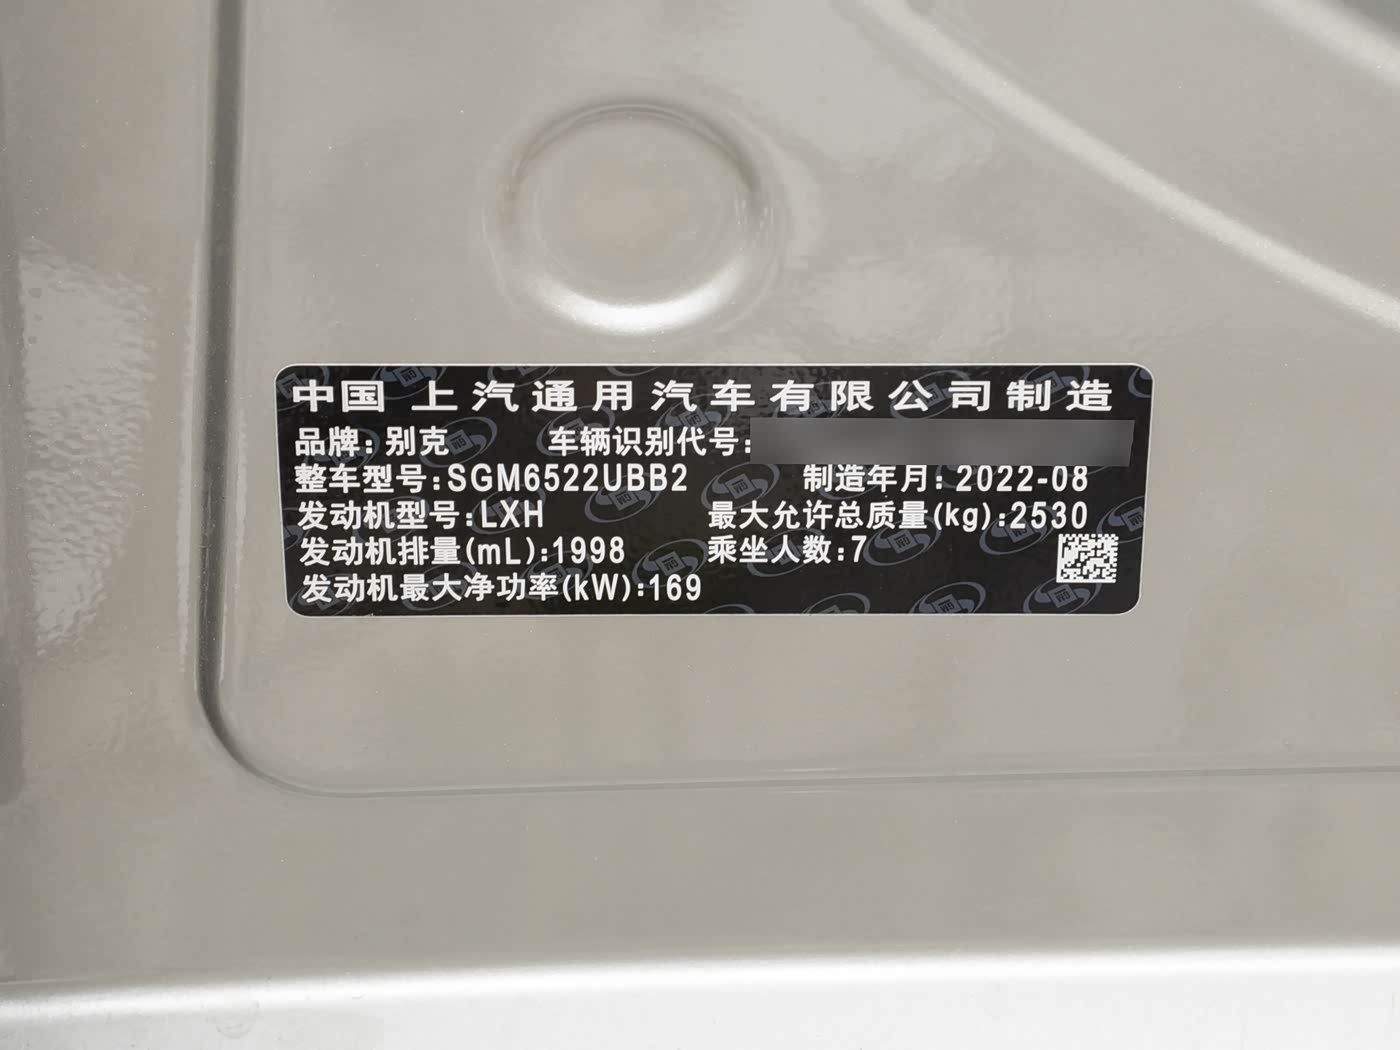 中国 上汽通用汽车有限公司制造
品牌:别克 车辆识别代号:
整车型号:SGM6522UBB2 制造年月:2022-08
发动机型号:LXH 最大允许总质量(kg):2530
发动机排量(mL):1998 乘坐人数:7
发动机最大净功率(kW):169